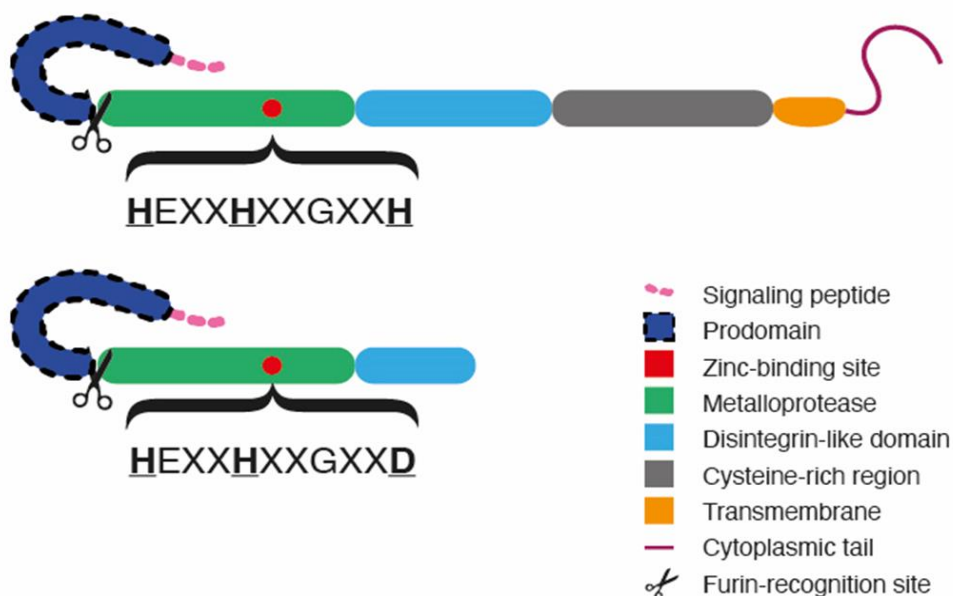 HEXXHXXGXXH
HEXXHXXGXXD
Signaling peptide
Prodomain
Zinc-binding site
Metalloprotease
Disintegrin-like domain
Cysteine-rich region
Transmembrane
Cytoplasmic tail
Furin-recognition site